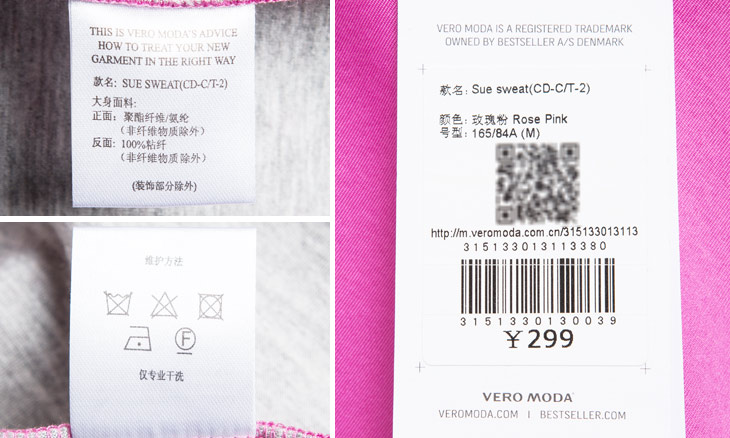 THIS IS VERO MODA'S ADVICE
HOW TO TREAT YOUR NEW
GARMENT IN THE RIGHT WAY
款名: SUE SWEAT(CD-C/T-2)
大身面料:
正面: 聚酯纤维/氨纶
(非纤维物质除外)
反面: 100%粘纤
(非纤维物质除外)
(装饰部分除外)
维护方法
F
仅专业干洗
VERO MODA IS A REGISTERED TRADEMARK
OWNED BY BESTSELLER A/S DENMARK
款名: Sue sweat(CD-C/T-2)
颜色: 玫瑰粉 Rose Pink
号型: 165/84A (M)
http://m.veromoda.com.cn/315133013113
315133013113380
315133013003​9
¥299
VERO MODA
VEROMODA.COM | BESTSELLER.COM